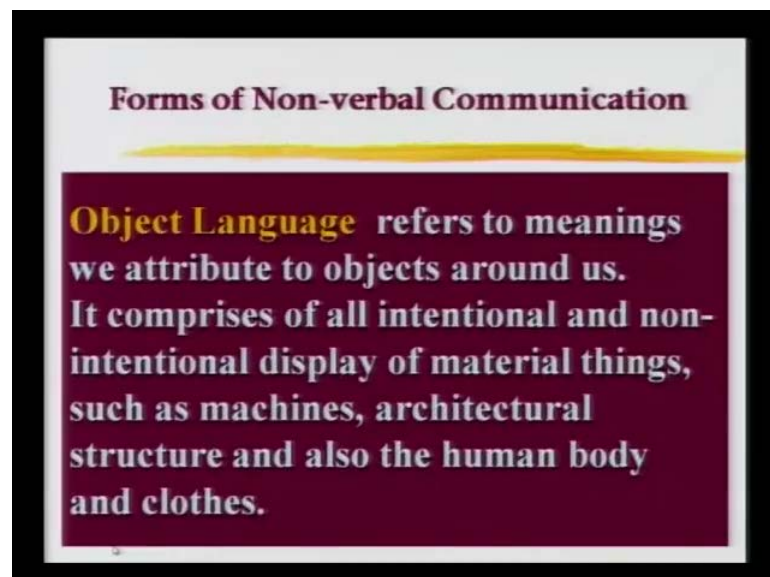 Forms of Non-verbal Communication
Object Language refers to meanings
we attribute to objects around us.
It comprises of all intentional and non-
intentional display of material things,
such as machines, architectural
structure and also the human body
and clothes.